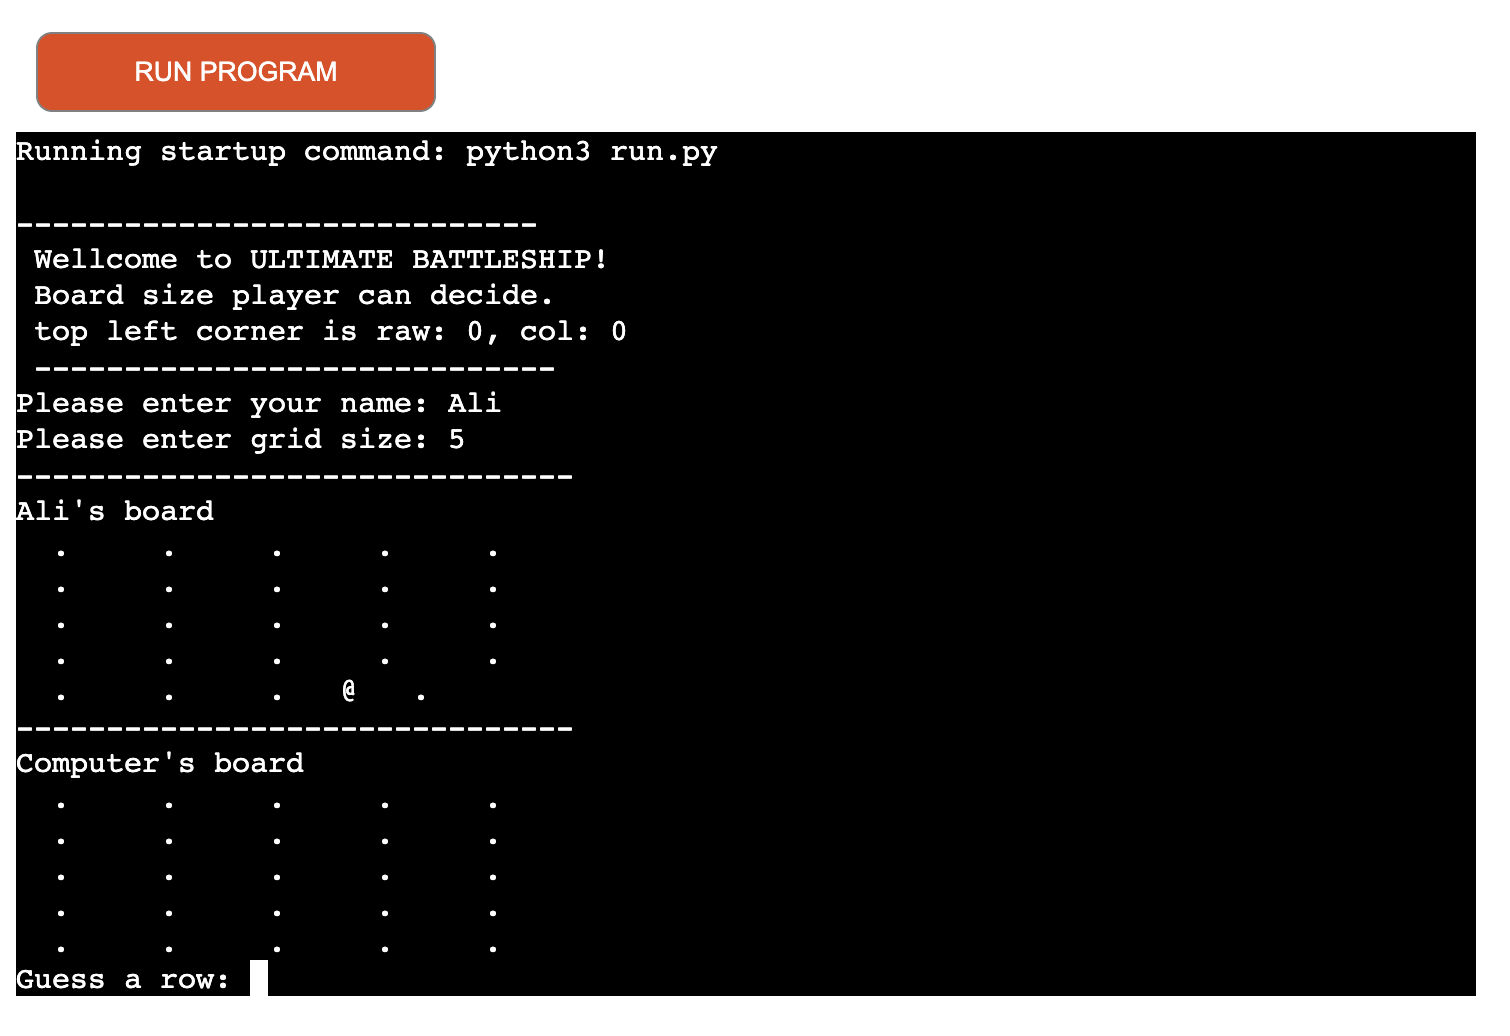 RUN PROGRAM
Running startup command: python3 run.py
-----------------------------
Wellcome to ULTIMATE BATTLESHIP!
Board size player can decide.
top left corner is raw: 0, col: 0
-----------------------------
Please enter your name: Ali
Please enter grid size: 5
-------------------------------
Ali's board
. . . . .
. . . . .
. . . . .
. . . . .
. . . @ .
-------------------------------
Computer's board
. . . . .
. . . . .
. . . . .
. . . . .
. . . . .
Guess a row: